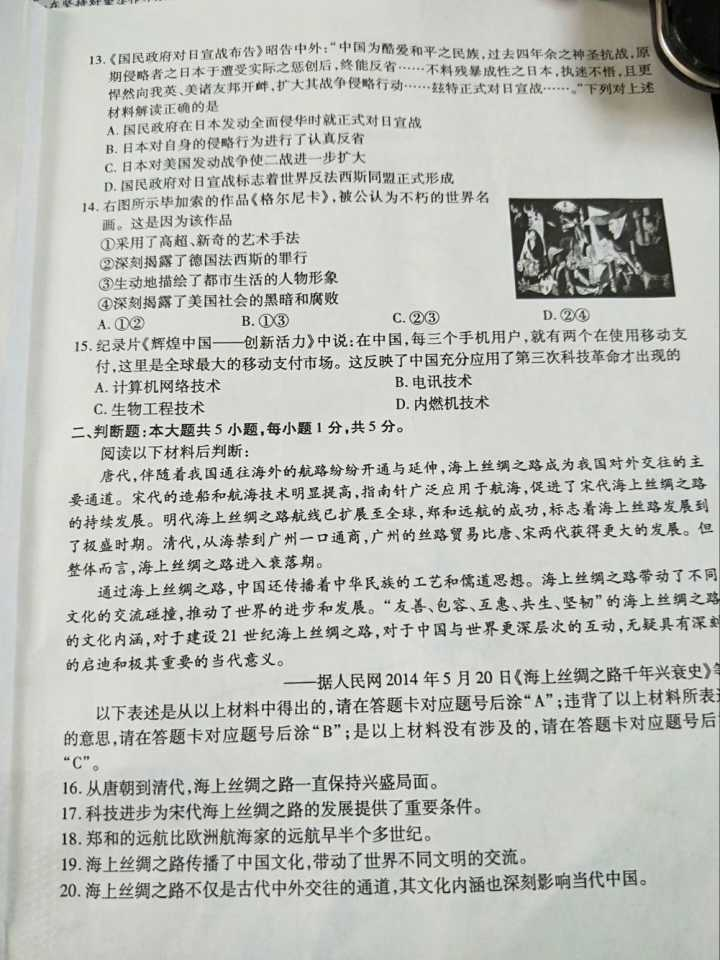 13.《国民政府对日宣战布告》昭告中外:“中国为酷爱和平之民族,过去四年余之神圣抗战,原
期侵略者之日本于遭受实际之惩创后,终能反省……不料残暴成性之日本,执迷不悟,且更
悍然向我英、美诸友邦开衅,扩大其战争侵略行动……兹特正式对日宣战……。”下列对上述
材料解读正确的是
A. 国民政府在日本发动全面侵华时就正式对日宣战
B. 日本对自身的侵略行为进行了认真反省
C. 日本对美国发动战争使二战进一步扩大
D. 国民政府对日宣战标志着世界反法西斯同盟正式形成
14. 右图所示毕加索的作品《格尔尼卡》,被公认为不朽的世界名
画。这是因为该作品
①采用了高超、新奇的艺术手法
②深刻揭露了德国法西斯的罪行
③生动地描绘了都市生活的人物形象
④深刻揭露了美国社会的黑暗和腐败
A. ①② B. ①③ C. ②③ D. ②④
15. 纪录片《辉煌中国——创新活力》中说:在中国,每三个手机用户,就有两个在使用移动支
付,这里是全球最大的移动支付市场。这反映了中国充分应用了第三次科技革命才出现的
A. 计算机网络技术 B. 电讯技术
C. 生物工程技术 D. 内燃机技术
二、判断题:本大题共 5 小题,每小题 1 分,共 5 分。
阅读以下材料后判断:
唐代,伴随着我国通往海外的航路纷纷开通与延伸,海上丝绸之路成为我国对外交往的主
要通道。宋代的造船和航海技术明显提高,指南针广泛应用于航海,促进了宋代海上丝绸之路
的持续发展。明代海上丝绸之路航线已扩展至全球,郑和远航的成功,标志着海上丝路发展到
了极盛时期。清代,从海禁到广州一口通商,广州的丝路贸易比唐、宋两代获得更大的发展。但
整体而言,海上丝绸之路进入衰落期。
通过海上丝绸之路,中国还传播着中华民族的工艺和儒道思想。海上丝绸之路带动了不同
文化的交流碰撞,推动了世界的进步和发展。“友善、包容、互惠、共生、坚韧”的海上丝绸之路
的文化内涵,对于建设 21 世纪海上丝绸之路,对于中国与世界更深层次的互动,无疑具有深刻
的启迪和极其重要的当代意义。
——据人民网 2014 年 5 月 20 日《海上丝绸之路千年兴衰史》等
以下表述是从以上材料中得出的,请在答题卡对应题号后涂“A”;违背了以上材料所表达
的意思,请在答题卡对应题号后涂“B”;是以上材料没有涉及的,请在答题卡对应题号后
“C”。
16. 从唐朝到清代,海上丝绸之路一直保持兴盛局面。
17. 科技进步为宋代海上丝绸之路的发展提供了重要条件。
18. 郑和的远航比欧洲航海家的远航早半个多世纪。
19. 海上丝绸之路传播了中国文化,带动了世界不同文明的交流。
20. 海上丝绸之路不仅是古代中外交往的通道,其文化内涵也深刻影响当代中国。